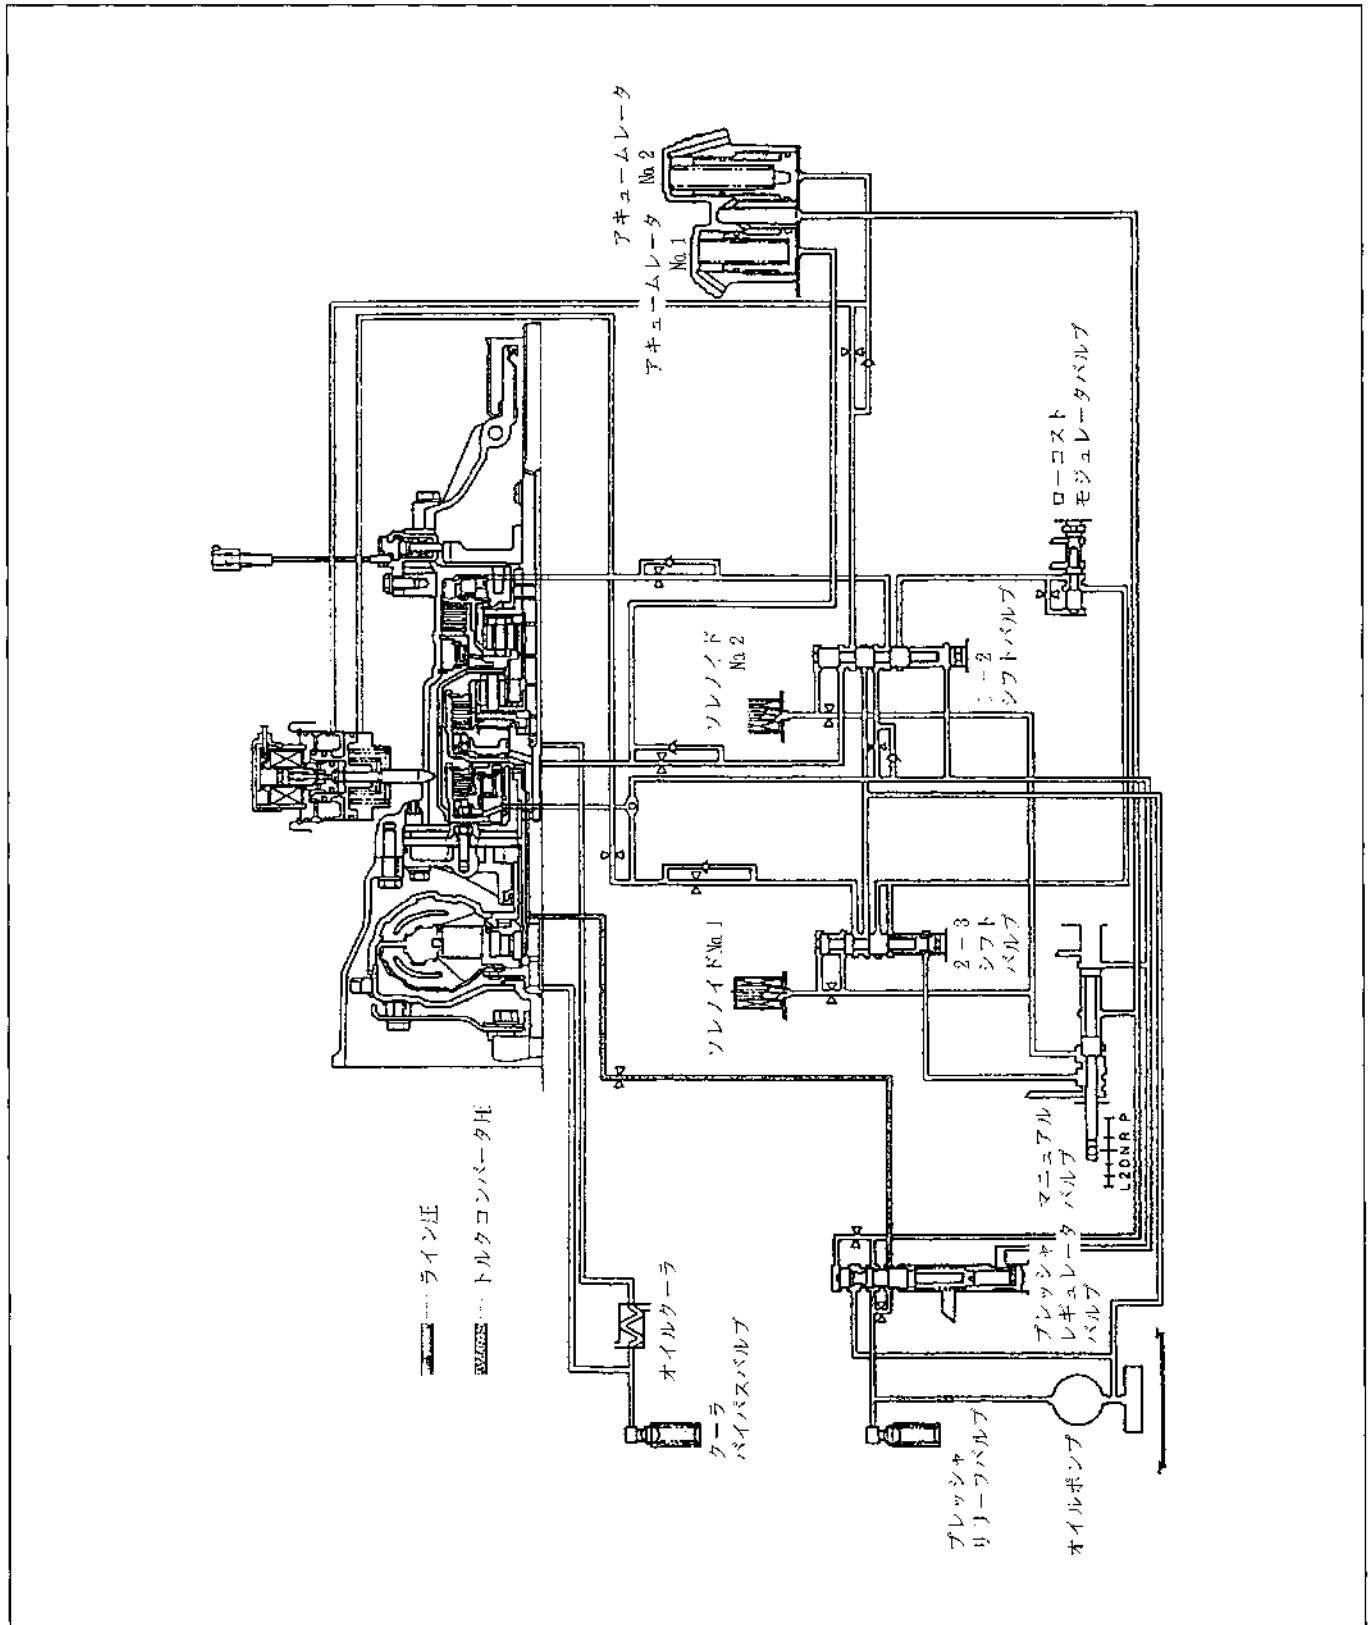 アキュームレータ
№2
アキュームレータ
№1
ローコスト
モジュレータバルブ
ソレノイド
№2
シフトバルブ
ソレノイド№1
2-3
シフト
バルブ
マニュアル
バルブ
L2DNRP
プレッシャ
レギュレータ
バルブ
……ライン圧
……トルクコンバータ圧
オイルクーラ
クーラ
バイパスバルブ
プレッシャ
リリーフバルブ
オイルポンプ